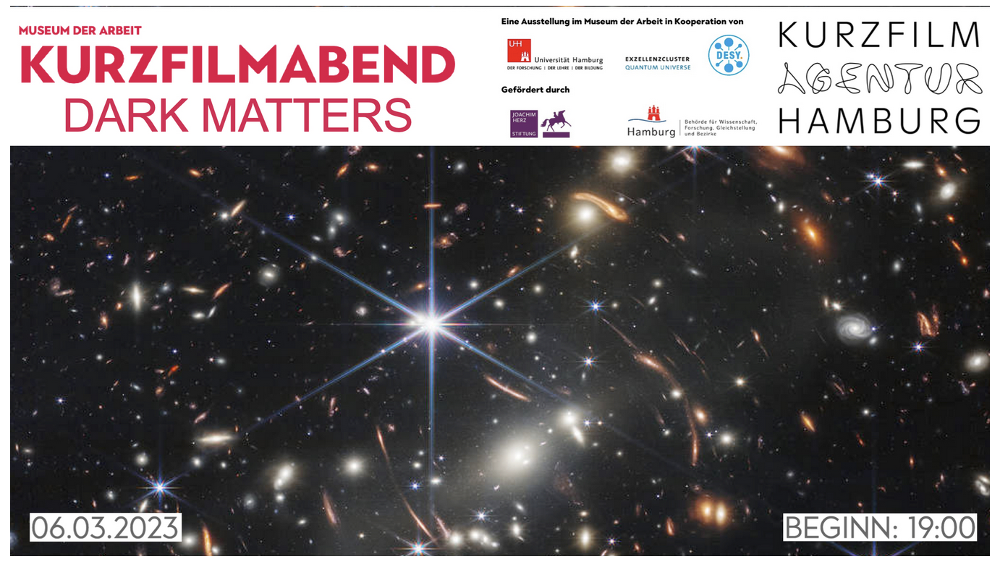 MUSEUM DER ARBEIT
KURZFILMABEND
DARK MATTERS
Eine Ausstellung im Museum der Arbeit in Kooperation von
UHH
Universität Hamburg
DER FORSCHUNG | DER LEHRE | DER BILDUNG
EXZELLENZCLUSTER
QUANTUM UNIVERSE
DESY.
Gefördert durch
JOACHIM
HERZ
STIFTUNG
Hamburg
Behörde für Wissenschaft,
Forschung, Gleichstellung
und Bezirke
KURZFILM
AGENTUR
HAMBURG
06.03.2023
BEGINN: 19:00